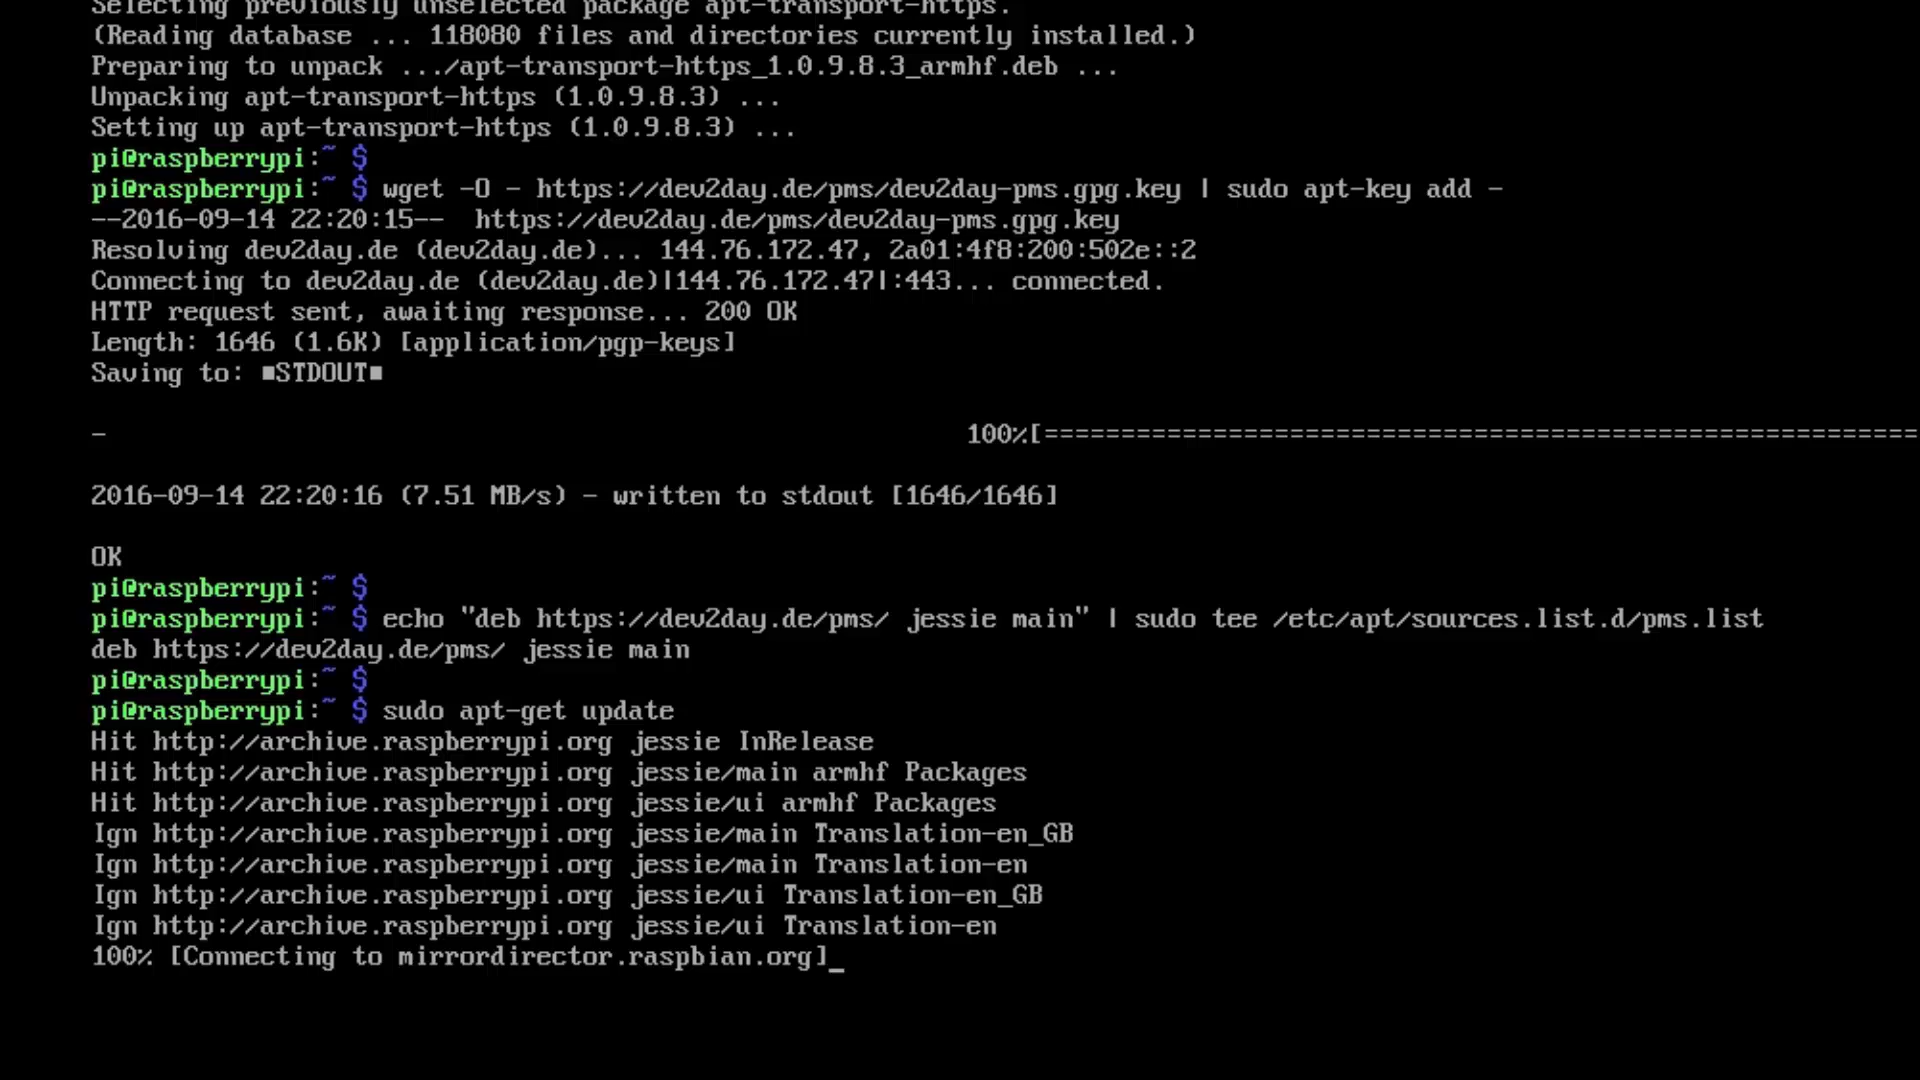 Selecting previously unselected package apt-transport-https.
(Reading database ... 118080 files and directories currently installed.)
Preparing to unpack .../apt-transport-https_1.0.9.8.3_armhf.deb ...
Unpacking apt-transport-https (1.0.9.8.3) ...
Setting up apt-transport-https (1.0.9.8.3) ...
pi@raspberrypi:~ $
pi@raspberrypi:~ $ wget -O - https://dev2day.de/pms/dev2day-pms.gpg.key | sudo apt-key add -
--2016-09-14 22:20:15--  https://dev2day.de/pms/dev2day-pms.gpg.key
Resolving dev2day.de (dev2day.de)... 144.76.172.47, 2a01:4f8:200:502e::2
Connecting to dev2day.de (dev2day.de)|144.76.172.47|:443... connected.
HTTP request sent, awaiting response... 200 OK
Length: 1646 (1.6K) [application/pgp-keys]
Saving to: ■STDOUT■
- 100%[=========================================================
2016-09-14 22:20:16 (7.51 MB/s) - written to stdout [1646/1646]
OK
pi@raspberrypi:~ $
pi@raspberrypi:~ $ echo "deb https://dev2day.de/pms/ jessie main" | sudo tee /etc/apt/sources.list.d/pms.list
deb https://dev2day.de/pms/ jessie main
pi@raspberrypi:~ $
pi@raspberrypi:~ $ sudo apt-get update
Hit http://archive.raspberrypi.org jessie InRelease
Hit http://archive.raspberrypi.org jessie/main armhf Packages
Hit http://archive.raspberrypi.org jessie/ui armhf Packages
Ign http://archive.raspberrypi.org jessie/main Translation-en_GB
Ign http://archive.raspberrypi.org jessie/main Translation-en
Ign http://archive.raspberrypi.org jessie/ui Translation-en_GB
Ign http://archive.raspberrypi.org jessie/ui Translation-en
100% [Connecting to mirrordirector.raspbian.org]_